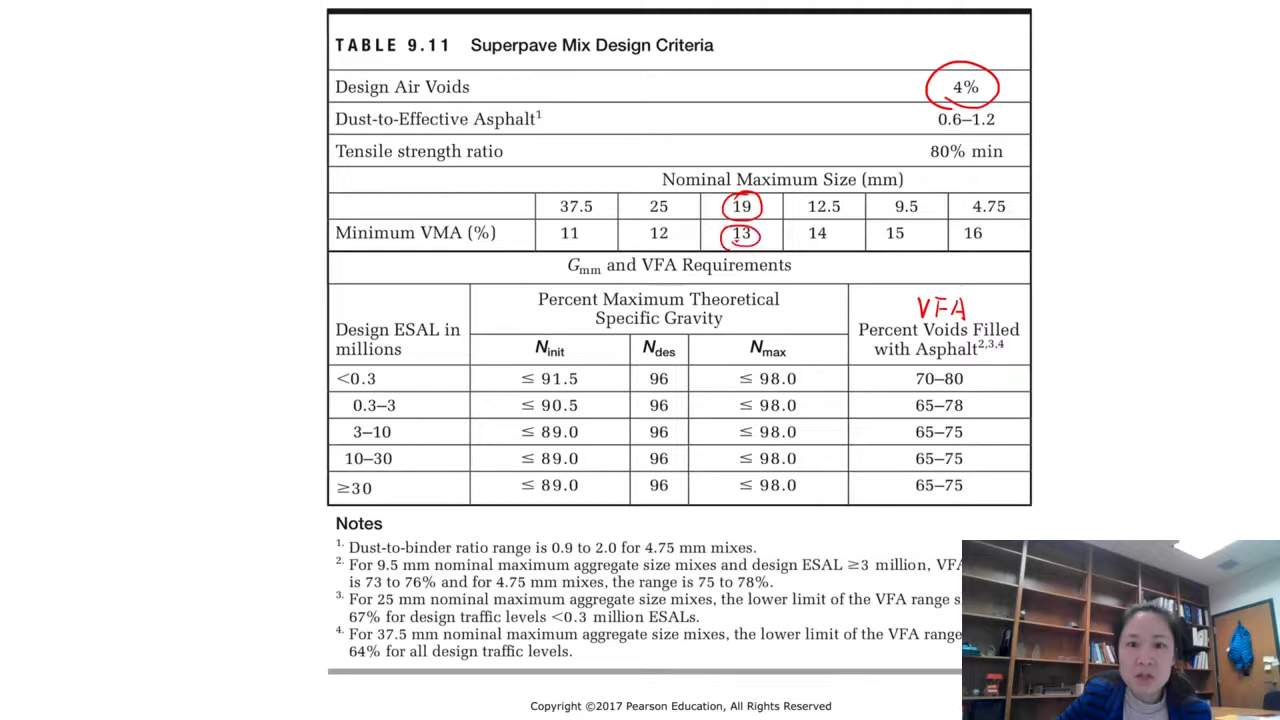 TABLE 9.11 Superpave Mix Design Criteria
Design Air Voids 4%
Dust-to-Effective Asphalt1 0.6–1.2
Tensile strength ratio 80% min
Nominal Maximum Size (mm)
37.5 25 19 12.5 9.5 4.75
Minimum VMA (%) 11 12 13 14 15 16
Gmm and VFA Requirements
Design ESAL in millions
Percent Maximum Theoretical
Specific Gravity
VFA
Percent Voids Filled
with Asphalt2,3,4
Ninit Ndes Nmax
<0.3 ≤ 91.5 96 ≤ 98.0 70–80
0.3–3 ≤ 90.5 96 ≤ 98.0 65–78
3–10 ≤ 89.0 96 ≤ 98.0 65–75
10–30 ≤ 89.0 96 ≤ 98.0 65–75
≥30 ≤ 89.0 96 ≤ 98.0 65–75
Notes
1. Dust-to-binder ratio range is 0.9 to 2.0 for 4.75 mm mixes.
2. For 9.5 mm nominal maximum aggregate size mixes and design ESAL ≥3 million, VFA
is 73 to 76% and for 4.75 mm mixes, the range is 75 to 78%.
3. For 25 mm nominal maximum aggregate size mixes, the lower limit of the VFA range
67% for design traffic levels <0.3 million ESALs.
4. For 37.5 mm nominal maximum aggregate size mixes, the lower limit of the VFA range
64% for all design traffic levels.
Copyright ©2017 Pearson Education, All Rights Reserved